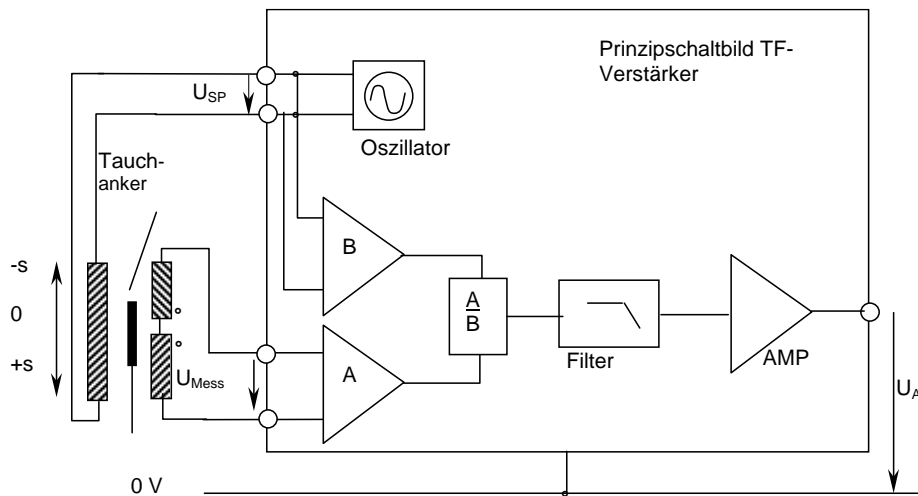 Prinzipschaltbild TF-
Verstärker
U_SP
Oszillator
Tauch-
anker
B
-s
0
+s
A
B
Filter
AMP
A
U_Mess
U_A
0 V